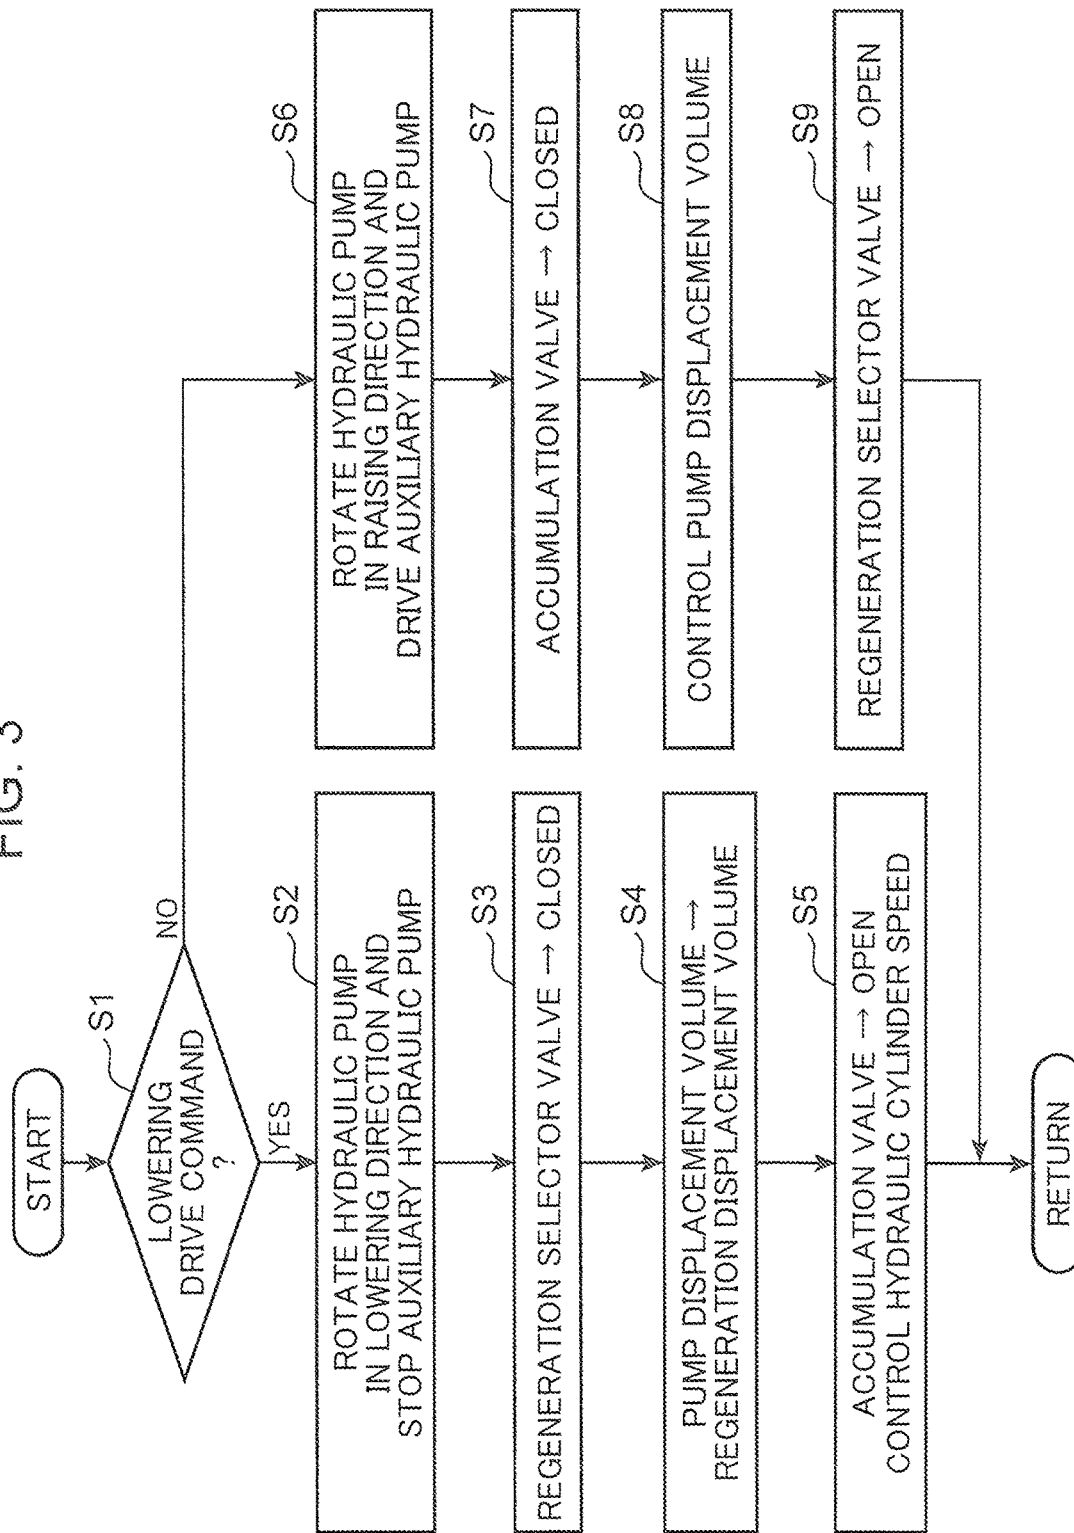 FIG. 3
START
S1
LOWERING
DRIVE COMMAND
?
NO
YES
S2
ROTATE HYDRAULIC PUMP
IN LOWERING DIRECTION AND
STOP AUXILIARY HYDRAULIC PUMP
S3
REGENERATION SELECTOR VALVE → CLOSED
S4
PUMP DISPLACEMENT VOLUME →
REGENERATION DISPLACEMENT VOLUME
S5
ACCUMULATION VALVE → OPEN
CONTROL HYDRAULIC CYLINDER SPEED
S6
ROTATE HYDRAULIC PUMP
IN RAISING DIRECTION AND
DRIVE AUXILIARY HYDRAULIC PUMP
S7
ACCUMULATION VALVE → CLOSED
S8
CONTROL PUMP DISPLACEMENT VOLUME
S9
REGENERATION SELECTOR VALVE → OPEN
RETURN